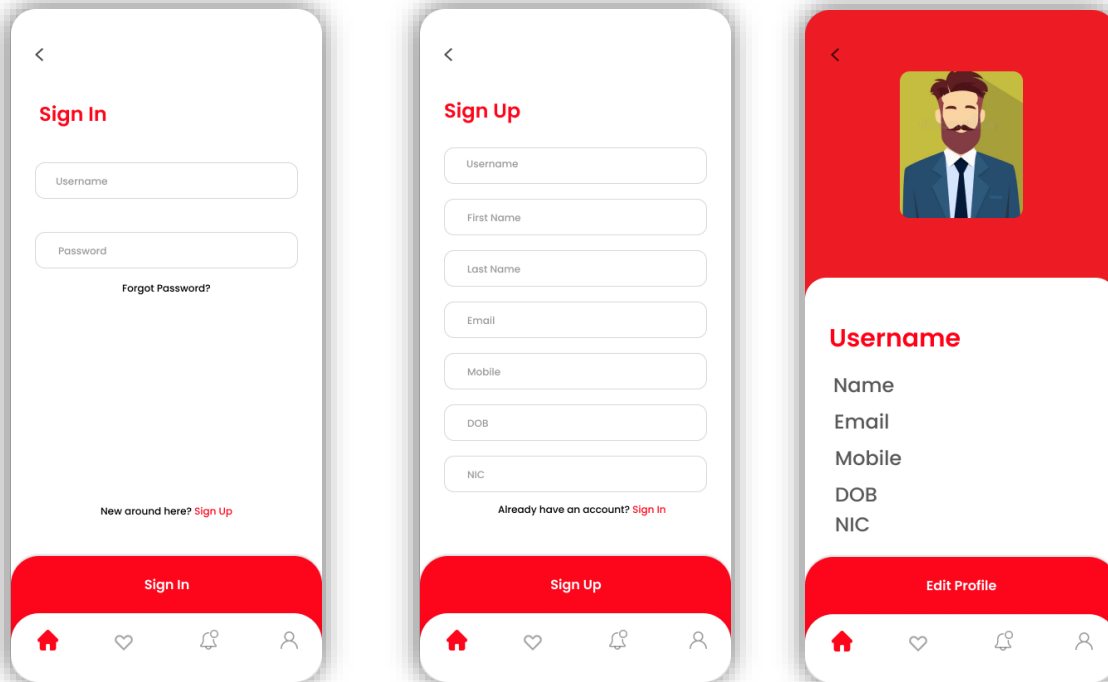 Sign In
Username
Password
Forgot Password?
New around here? Sign Up
Sign In
Sign Up
Username
First Name
Last Name
Email
Mobile
DOB
NIC
Already have an account? Sign In
Sign Up
Username
Name
Email
Mobile
DOB
NIC
Edit Profile